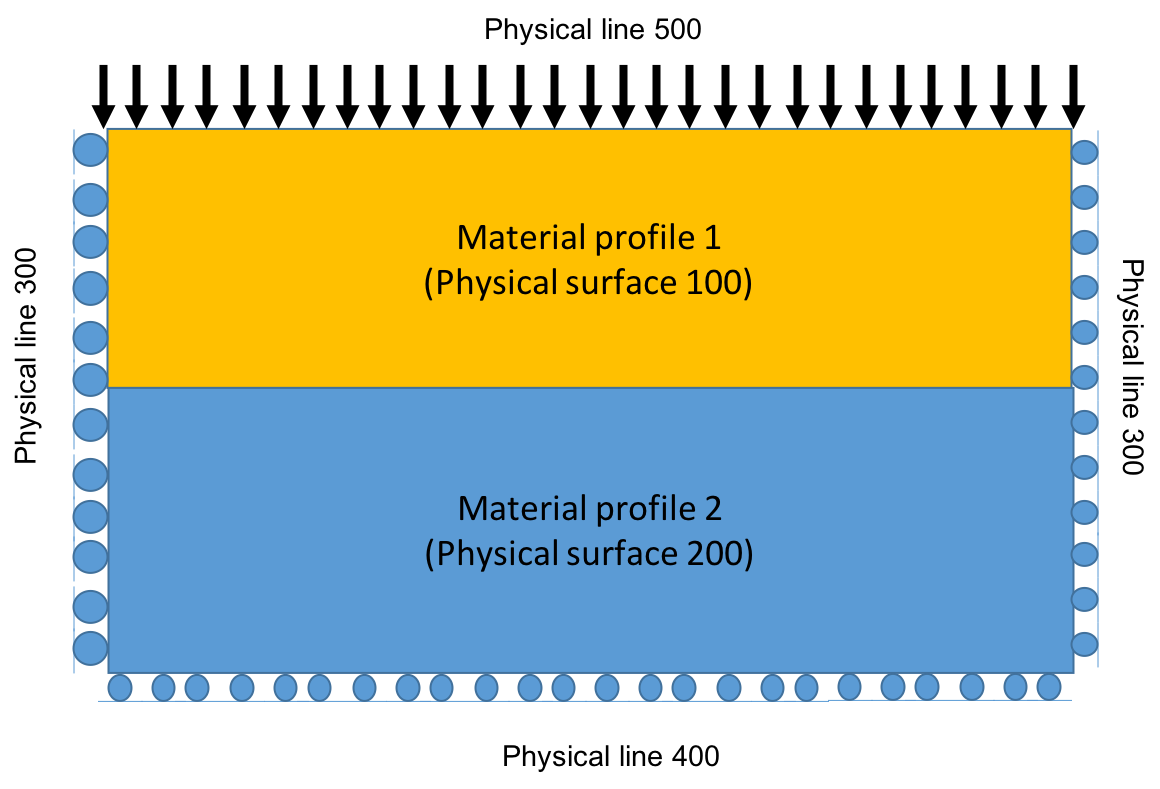 Physical line 500
Physical line 300
Material profile 1
(Physical surface 100)
Physical line 300
Material profile 2
(Physical surface 200)
Physical line 400